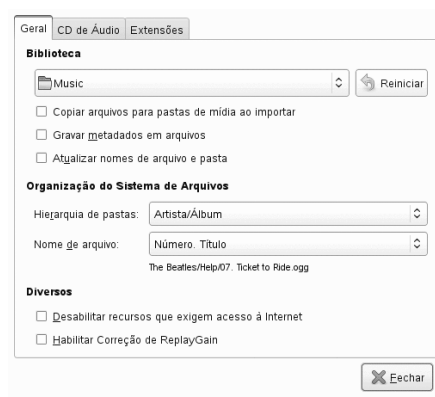 Geral CD de Áudio Extensões
Biblioteca
Music Reiniciar
Copiar arquivos para pastas de mídia ao importar
Gravar metadados em arquivos
Atualizar nomes de arquivo e pasta
Organização do Sistema de Arquivos
Hierarquia de pastas: Artista/Álbum
Nome de arquivo: Número. Título
The Beatles/Help/07. Ticket to Ride.ogg
Diversos
Desabilitar recursos que exigem acesso à Internet
Habilitar Correção de ReplayGain
Fechar